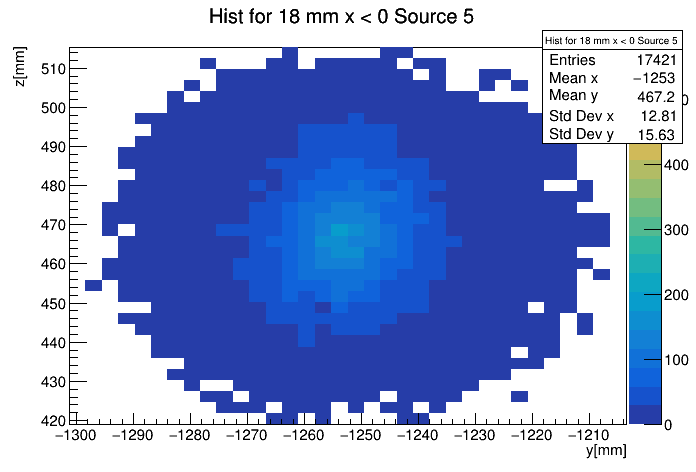 Hist for 18 mm x < 0 Source 5
Hist for 18 mm x < 0 Source 5
Entries 17421
Mean x −1253
Mean y 467.2
Std Dev x 12.81
Std Dev y 15.63
z[mm]
510
500
490
480
470
460
450
440
430
420
−1300 −1290 −1280 −1270 −1260 −1250 −1240 −1230 −1220 −1210
y[mm]
400
300
200
100
0